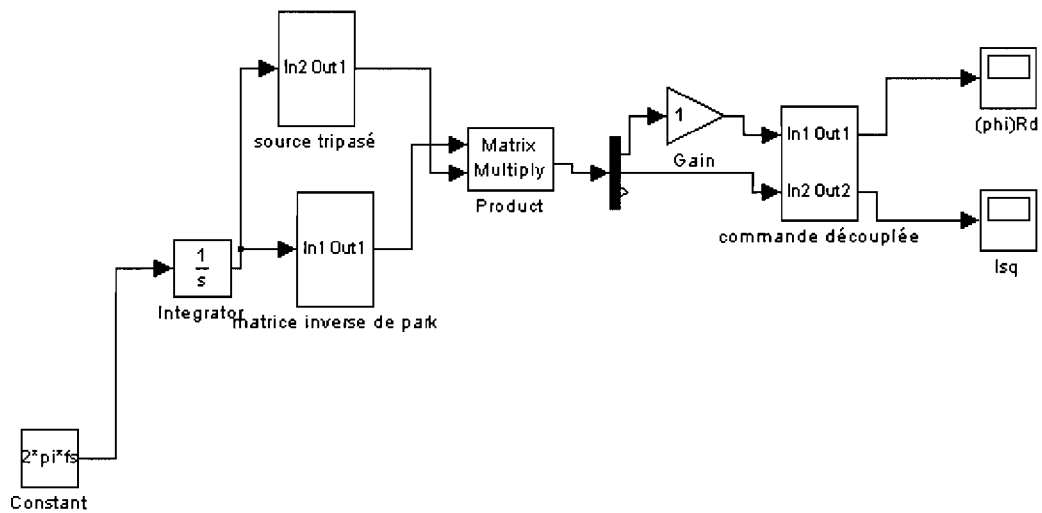 In2 Out1
source tripasé
Matrix
Multiply
Product
1
Gain
In1 Out1
In2 Out2
commande découplée
(phi)Rd
Isq
In1 Out1
matrice inverse de park
1
s
Integrator
2*pi*fs
Constant